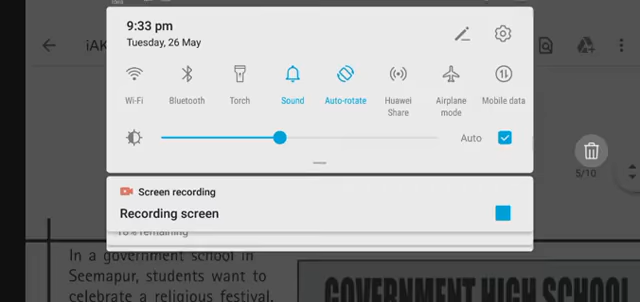 9:33 pm
Tuesday, 26 May
iAK
Wi-Fi
Bluetooth
Torch
Sound
Auto-rotate
Huawei
Share
Airplane
mode
Mobile data
Auto
5/10
Screen recording
Recording screen
remaining
In a government school in
Seemapur, students want to
celebrate a religious festival.
GOVERNMENT HIGH SCHOOL